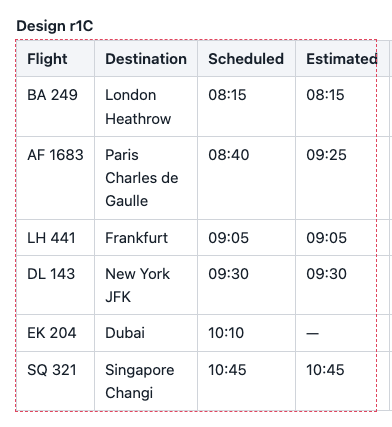 Design r1C
Flight Destination Scheduled Estimated
BA 249 London 08:15 08:15
Heathrow
AF 1683 Paris 08:40 09:25
Charles de
Gaulle
LH 441 Frankfurt 09:05 09:05
DL 143 New York 09:30 09:30
JFK
EK 204 Dubai 10:10 —
SQ 321 Singapore 10:45 10:45
Changi